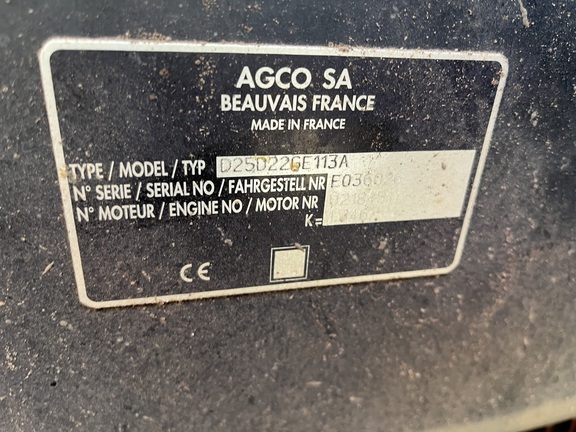 AGCO SA
BEAUVAIS FRANCE
MADE IN FRANCE
TYPE / MODEL / TYP D25D226E113A
N° SERIE / SERIAL NO / FAHRGESTELL NR
N° MOTEUR / ENGINE NO / MOTOR NR
K=
CE